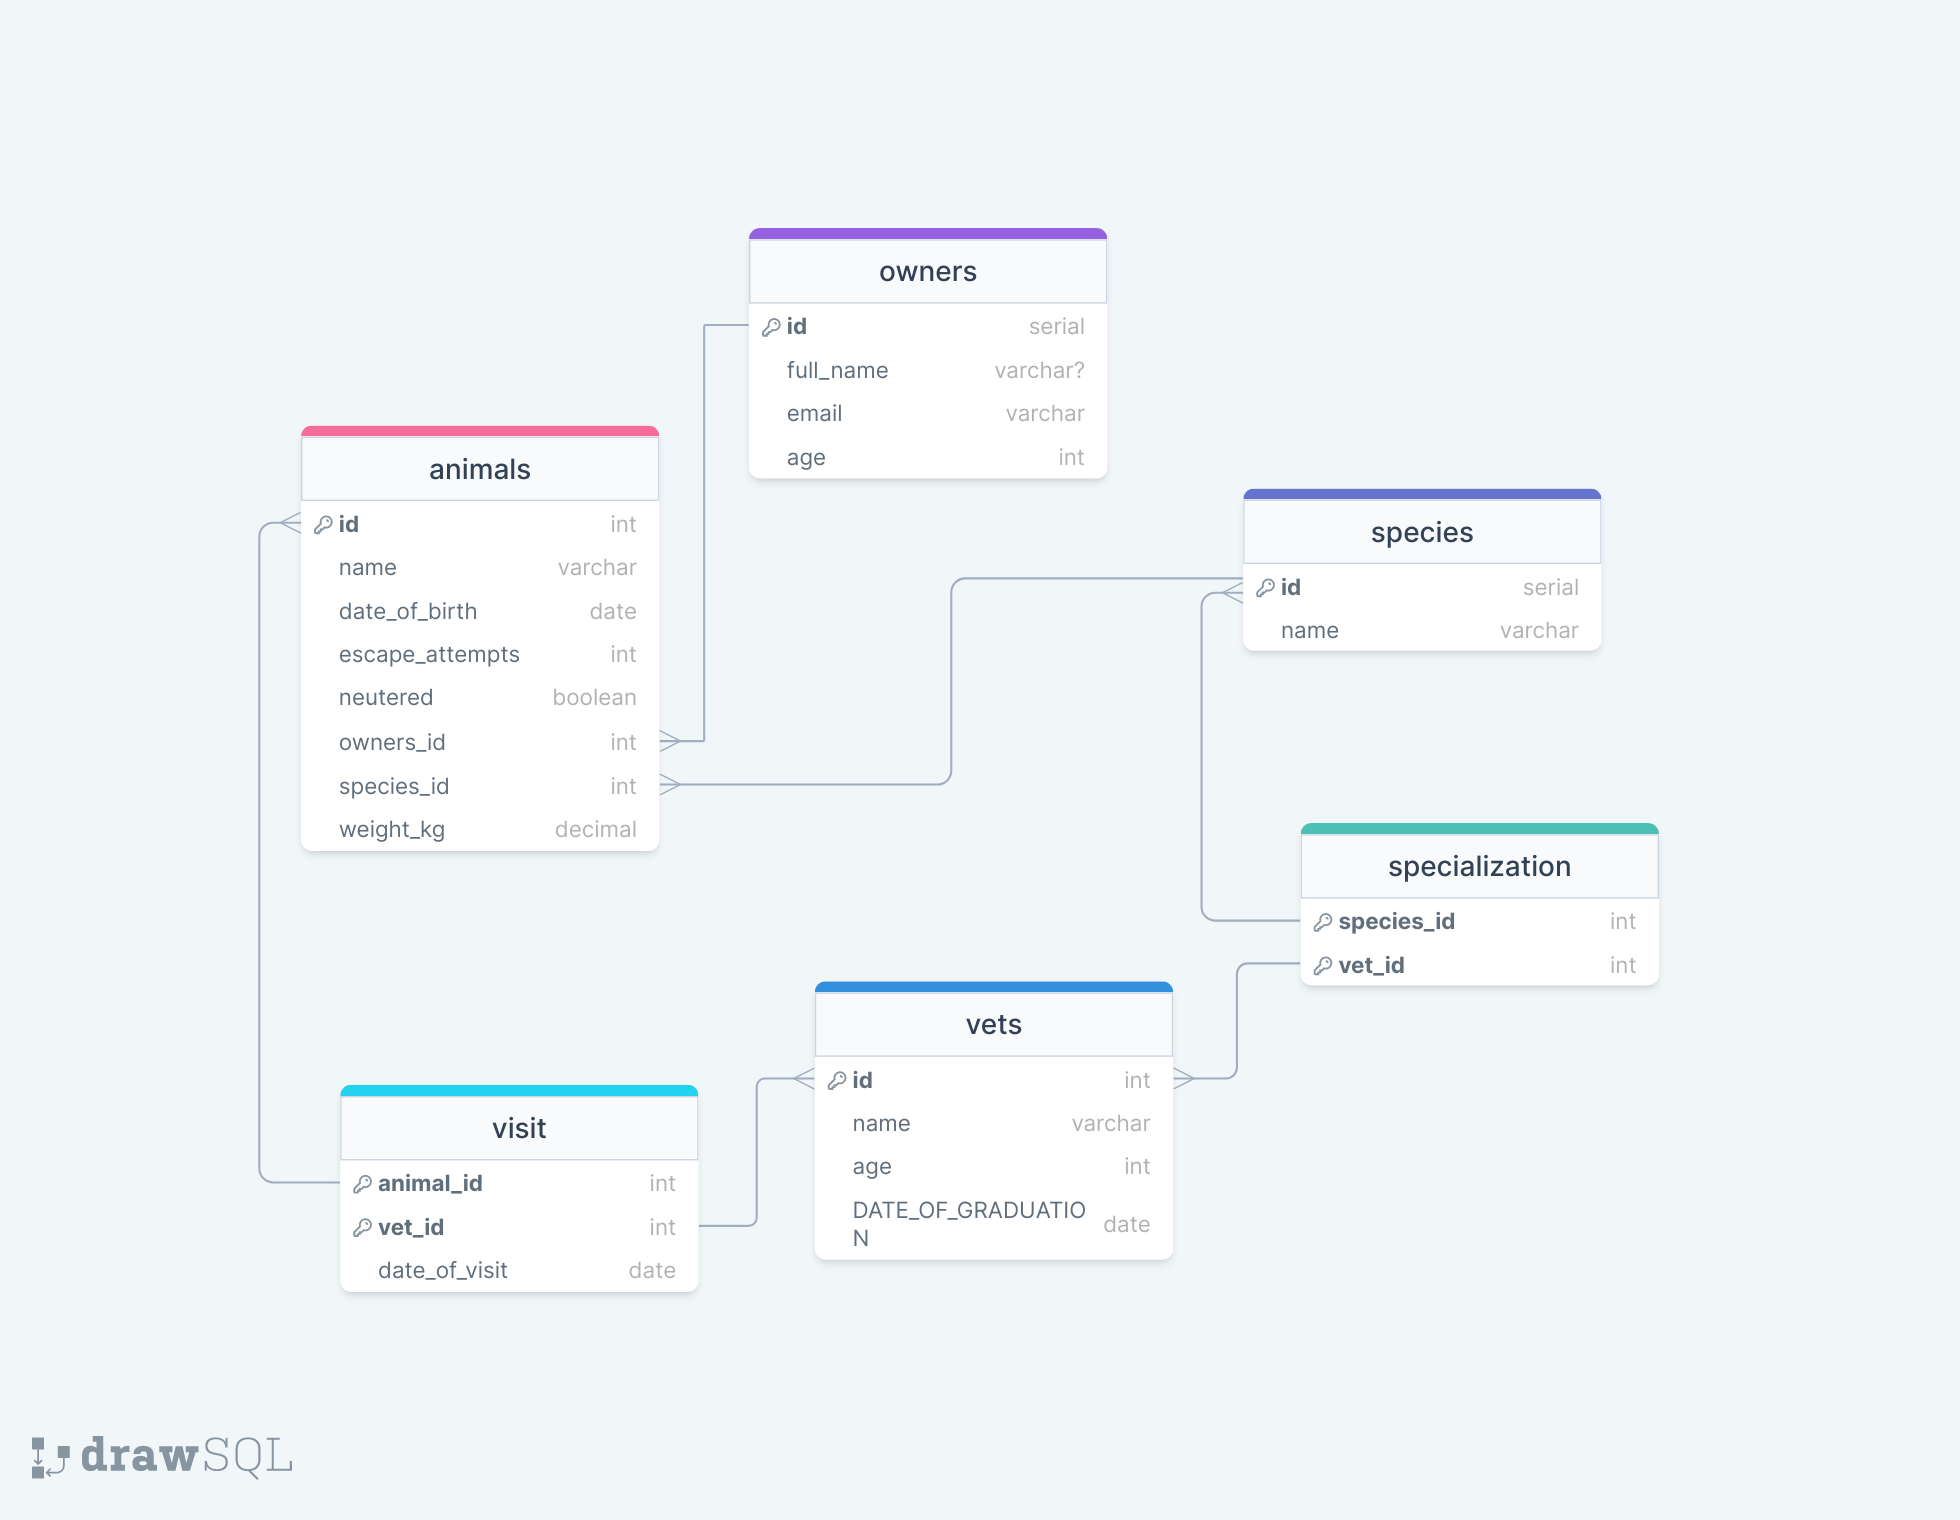 owners
id serial
full_name varchar?
email varchar
age int
animals
id int
name varchar
date_of_birth date
escape_attempts int
neutered boolean
owners_id int
species_id int
weight_kg decimal
species
id serial
name varchar
specialization
species_id int
vet_id int
vets
id int
name varchar
age int
DATE_OF_GRADUATIO
N
date
visit
animal_id int
vet_id int
date_of_visit date
drawSQL